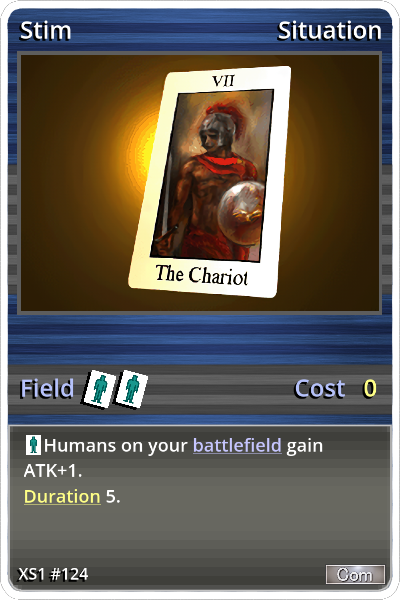 Stim Situation
VII
The Chariot
Field Cost 0
Humans on your battlefield gain
ATK+1.
Duration 5.
XS1 #124 Com